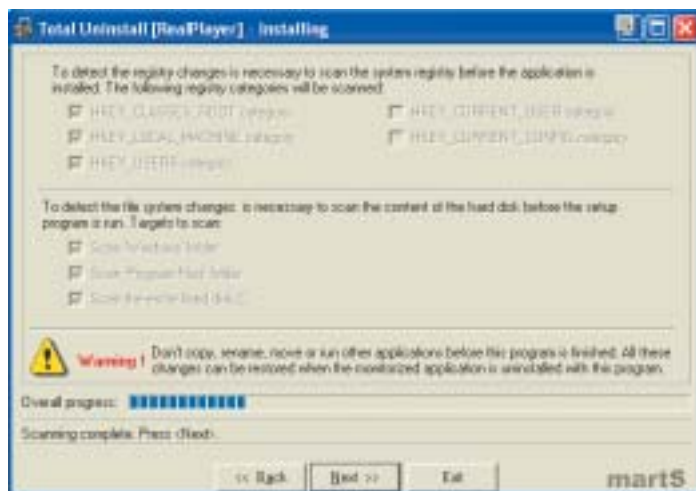 Total Uninstall [RealPlayer] - Installing
To detect the registry changes is necessary to scan the system registry before the application is
installed. The following registry categories will be scanned:
HKEY_CLASSES_ROOT category
HKEY_CURRENT_USER category
HKEY_LOCAL_MACHINE category
HKEY_CURRENT_CONFIG category
HKEY_USERS category
To detect the file system changes is necessary to scan the content of the hard disk before the setup
program is run. Targets to scan:
Scan Windows folder
Scan Program Files folder
Scan the entire hard disk C
Warning ! Don't copy, rename, move or run other applications before this program is finished. All these
changes can be restored when the monitorized application is uninstalled with this program.
Overall progress:
Scanning complete. Press <Next>.
<< Back
Next >>
Exit
martS